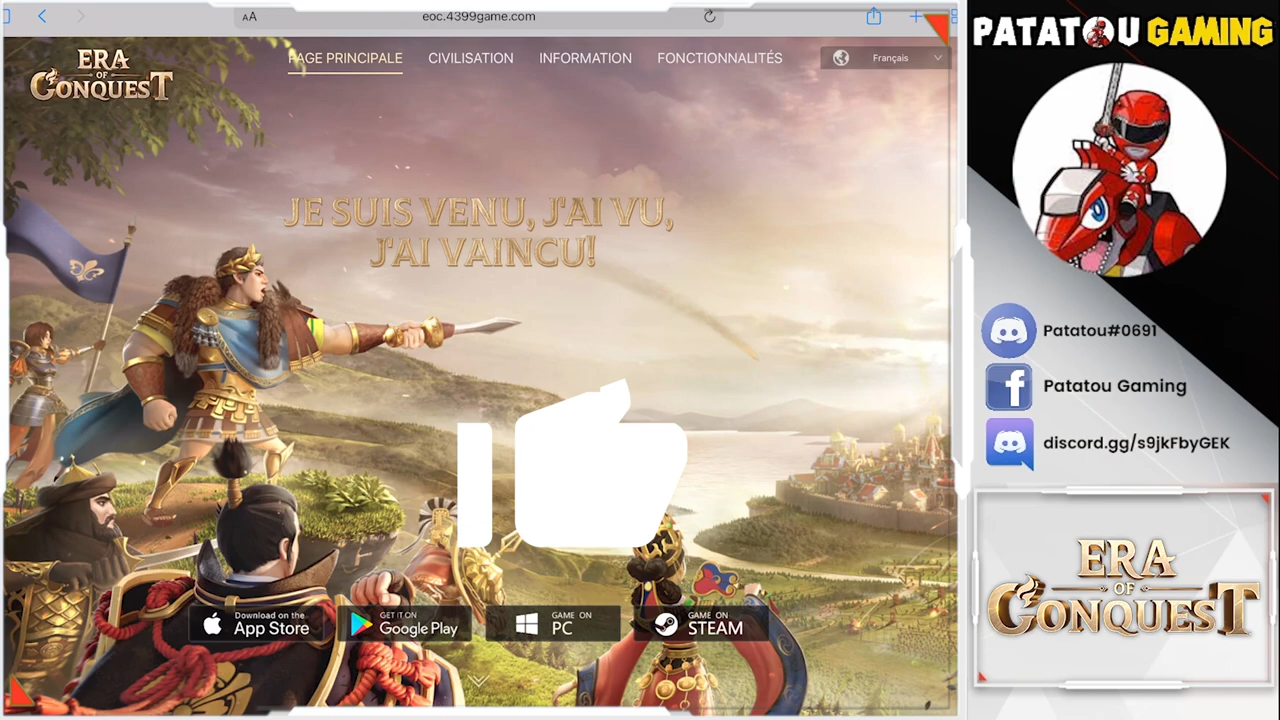 AA
eoc.4399game.com
ERA
OF
CONQUEST
PAGE PRINCIPALE
CIVILISATION
INFORMATION
FONCTIONNALITÉS
Français
JE SUIS VENU, J'AI VU,
J'AI VAINCU!
Download on the
App Store
GET IT ON
Google Play
GAME ON
PC
GAME ON
STEAM
PATATOU GAMING
Patatou#0691
Patatou Gaming
discord.gg/s9jkFbyGEK
ERA
OF
CONQUEST